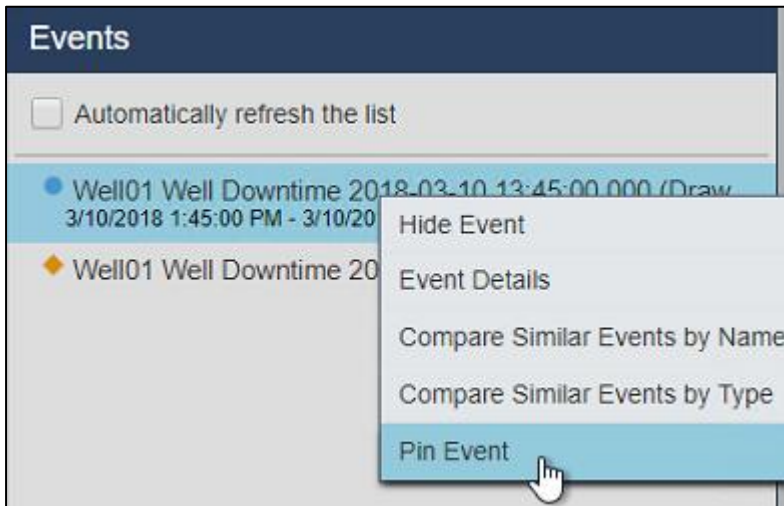 Events
Automatically refresh the list
Well01 Well Downtime 2018-03-10 13:45:00.000 (Draw
3/10/2018 1:45:00 PM - 3/10/20
Hide Event
Well01 Well Downtime 20
Event Details
Compare Similar Events by Name
Compare Similar Events by Type
Pin Event